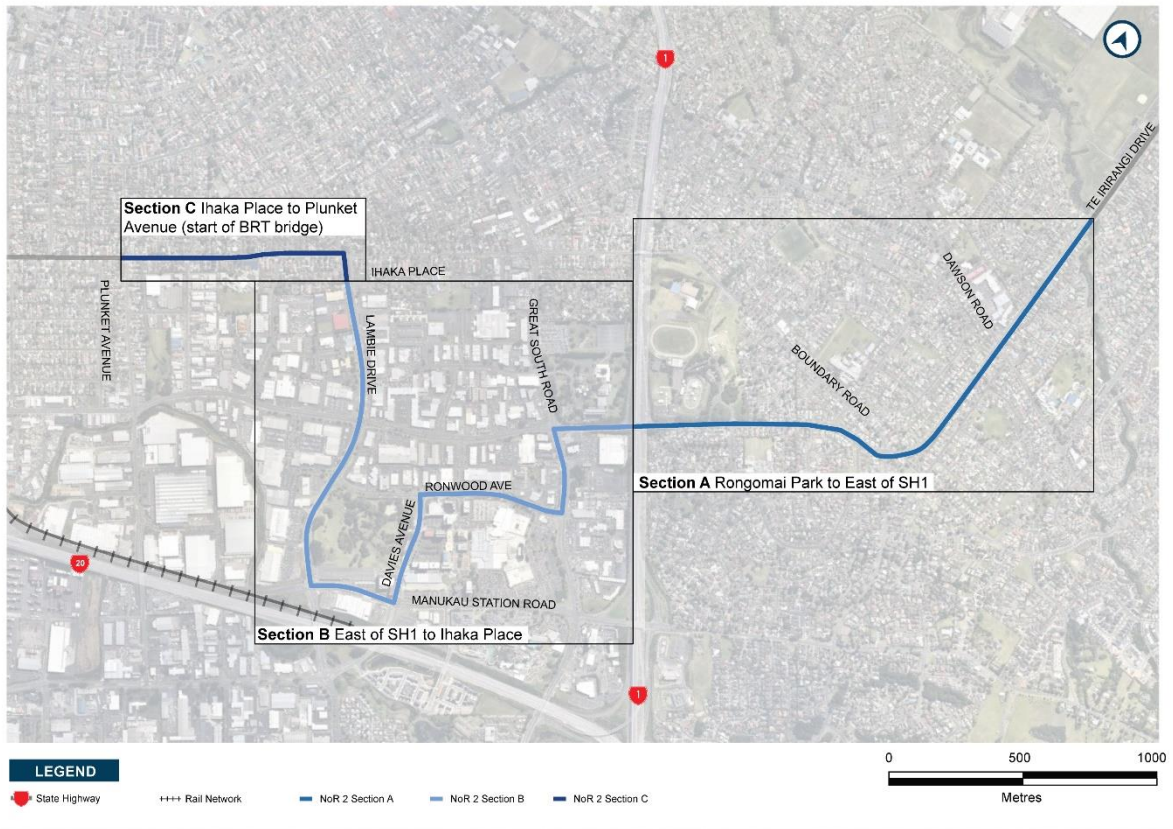 1
TE IRIRANGI DRIVE
Section C Ihaka Place to Plunket
Avenue (start of BRT bridge)
IHAKA PLACE
DAWSON ROAD
PLUNKET AVENUE
LAMBIE DRIVE
GREAT SOUTH ROAD
BOUNDARY ROAD
Section A Rongomai Park to East of SH1
RONWOOD AVE
DAVIES AVENUE
20
MANUKAU STATION ROAD
Section B East of SH1 to Ihaka Place
1
LEGEND
State Highway
Rail Network
NoR 2 Section A
NoR 2 Section B
NoR 2 Section C
0 500 1000
Metres